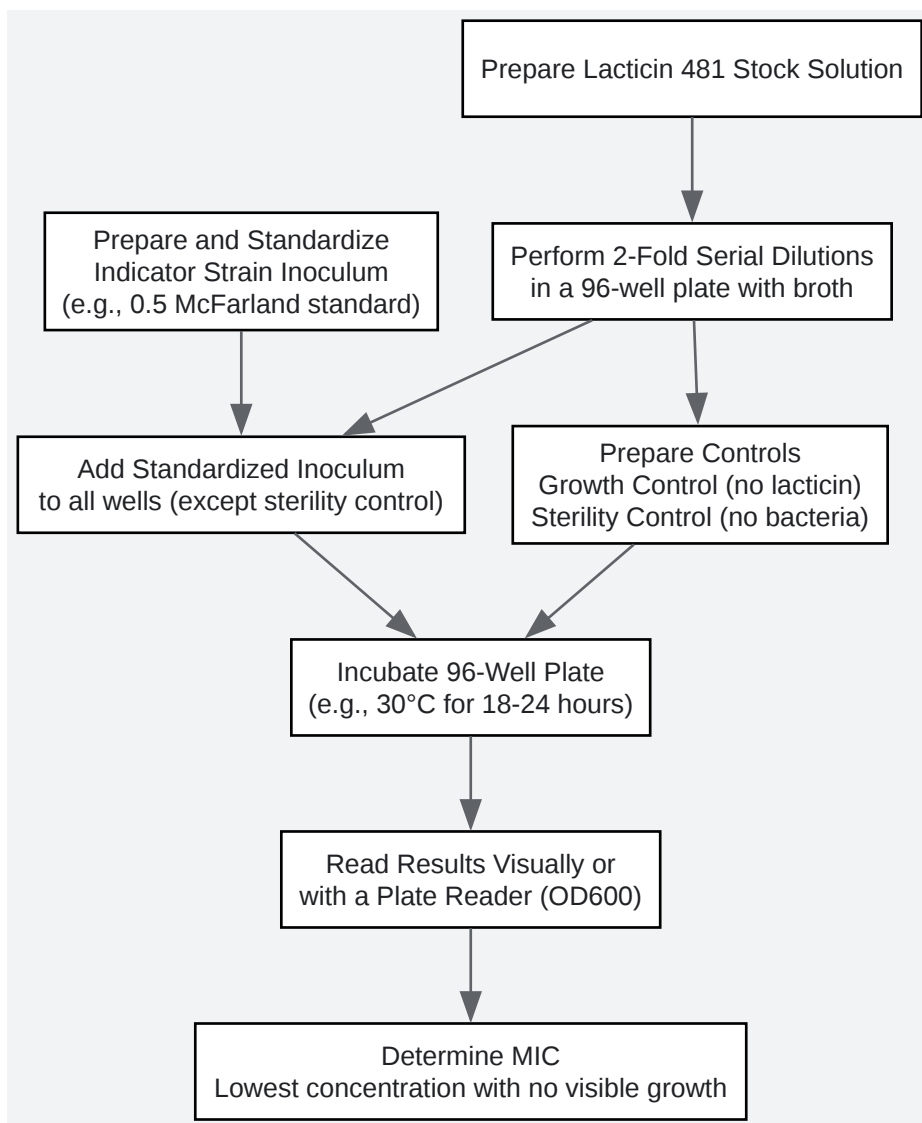 Prepare Lacticin 481 Stock Solution
Prepare and Standardize
Indicator Strain Inoculum
(e.g., 0.5 McFarland standard)
Perform 2-Fold Serial Dilutions
in a 96-well plate with broth
Add Standardized Inoculum
to all wells (except sterility control)
Prepare Controls
Growth Control (no lacticin)
Sterility Control (no bacteria)
Incubate 96-Well Plate
(e.g., 30°C for 18-24 hours)
Read Results Visually or
with a Plate Reader (OD600)
Determine MIC
Lowest concentration with no visible growth